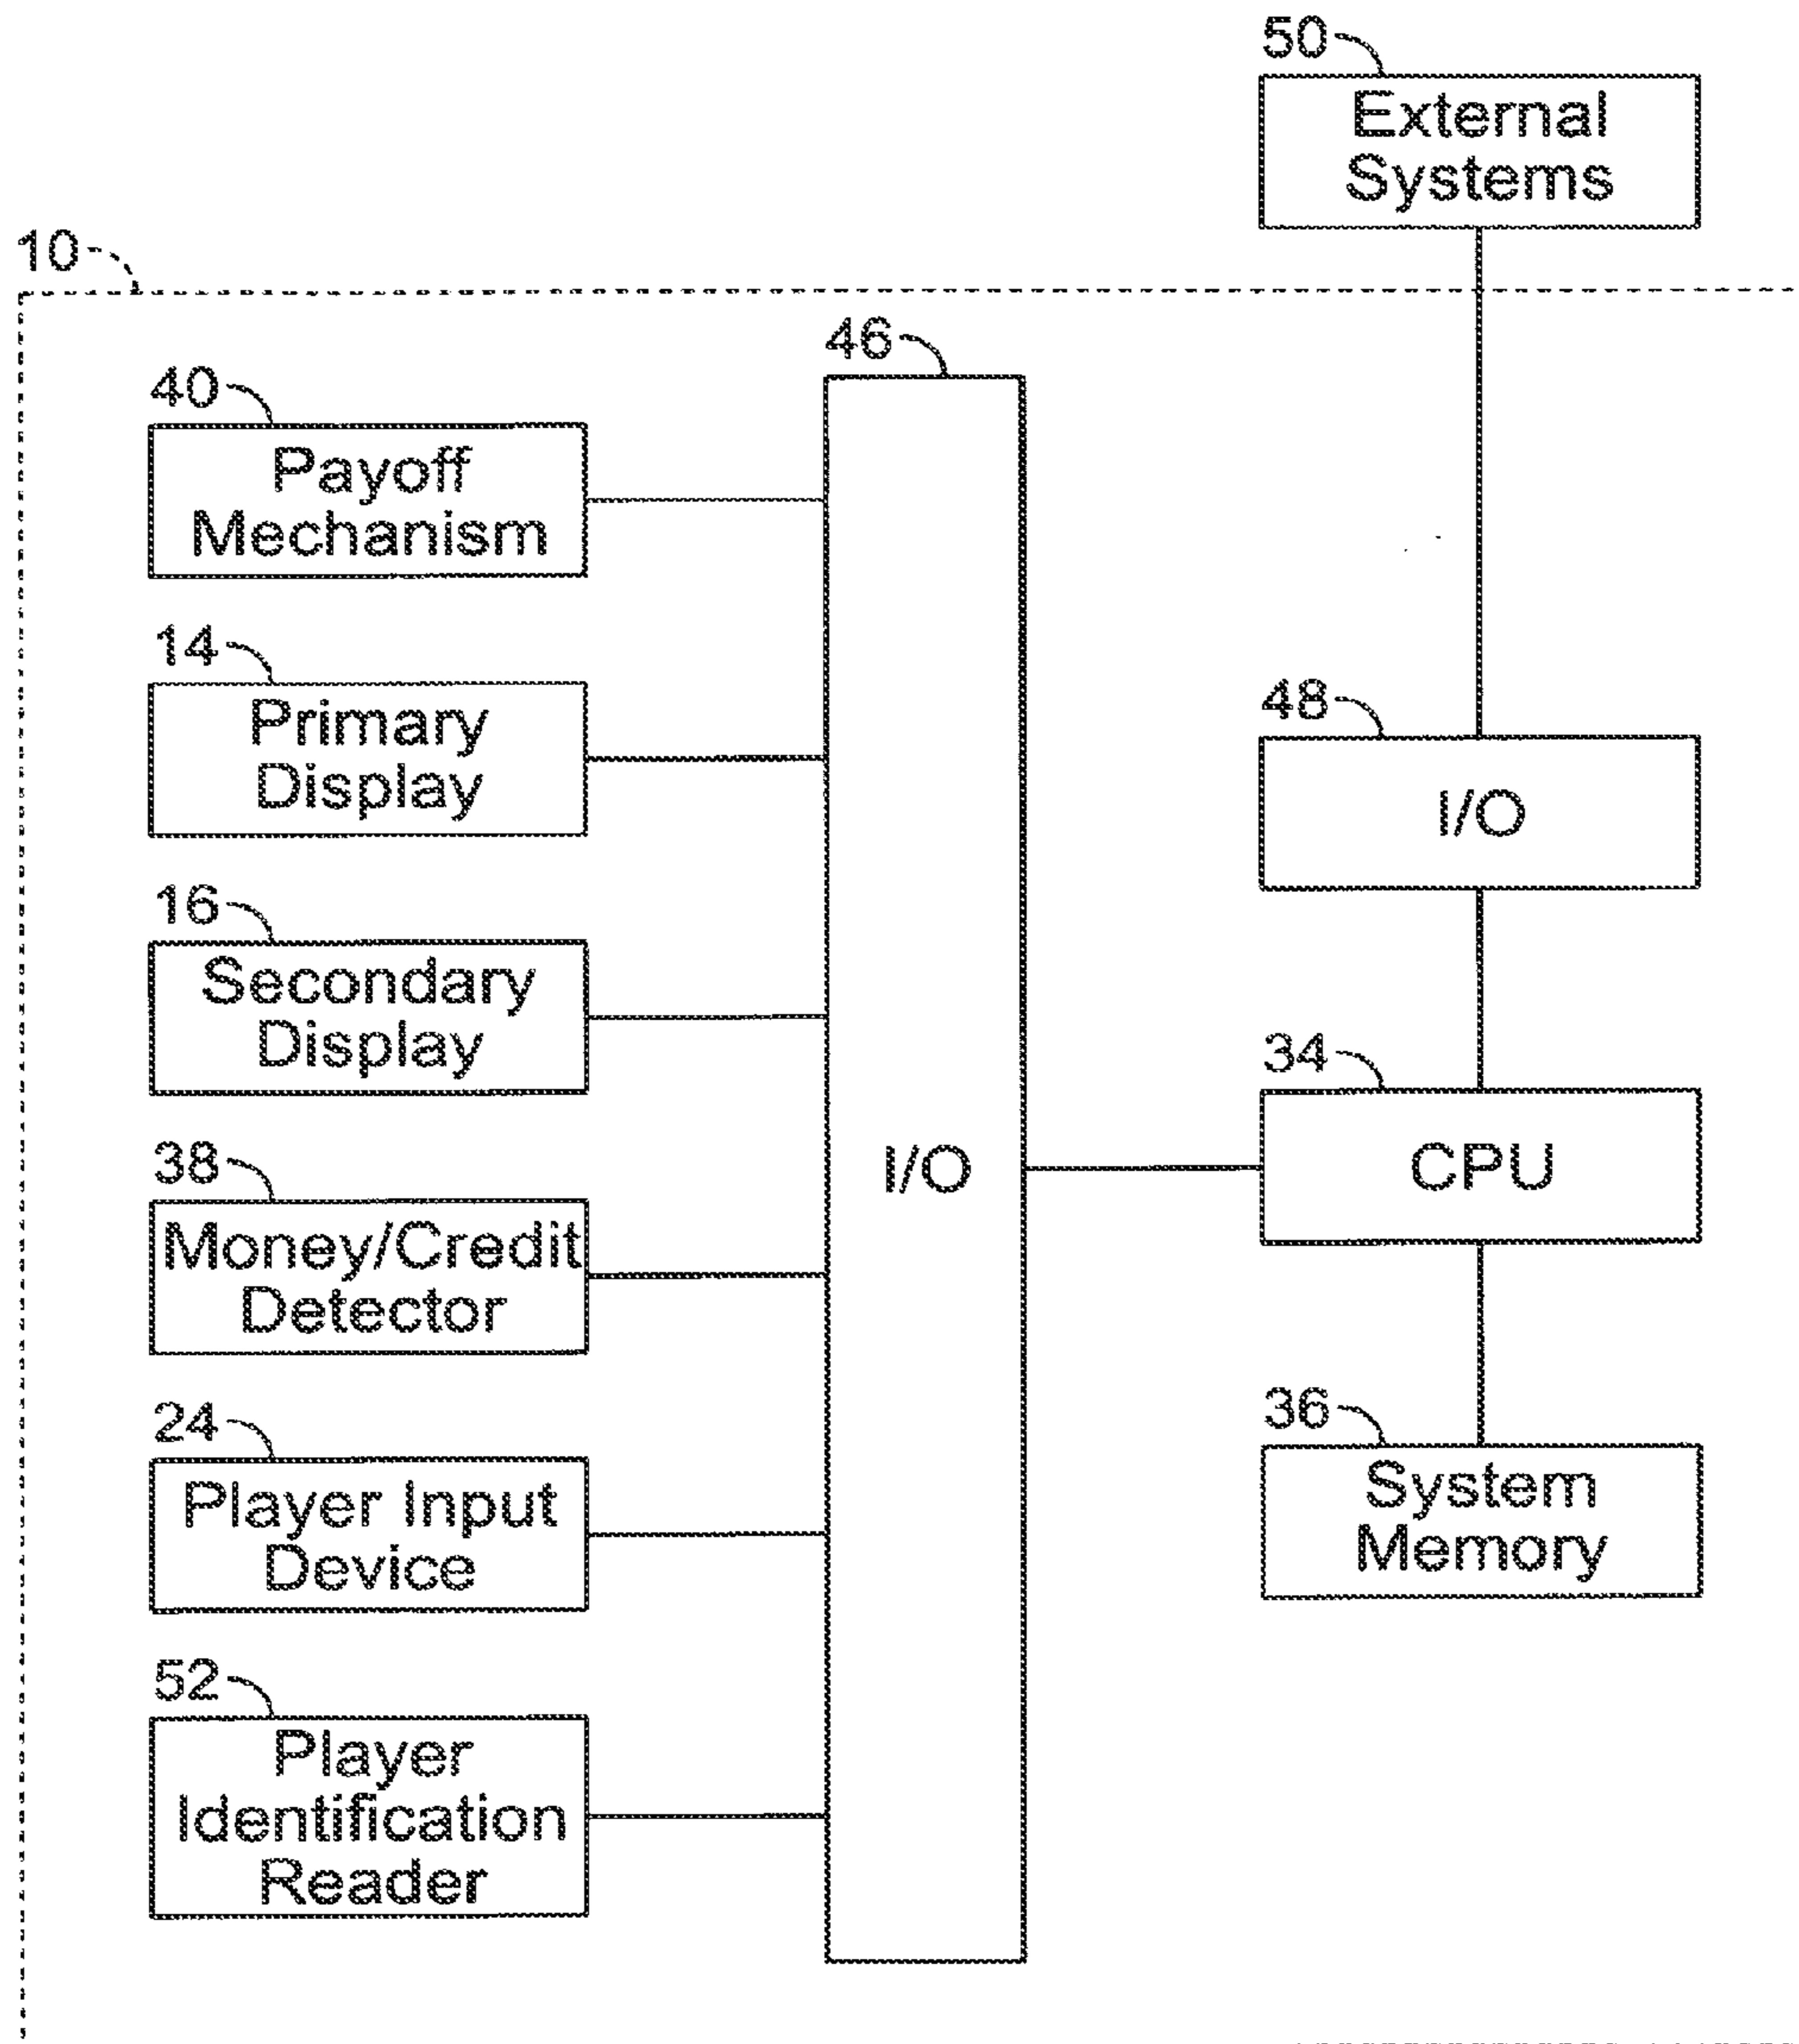 50
External
Systems
10
46
40
Payoff
Mechanism
14
Primary
Display
48
I/O
16
Secondary
Display
34
CPU
38
Money/Credit
Detector
I/O
24
Player Input
Device
36
System
Memory
52
Player
Identification
Reader